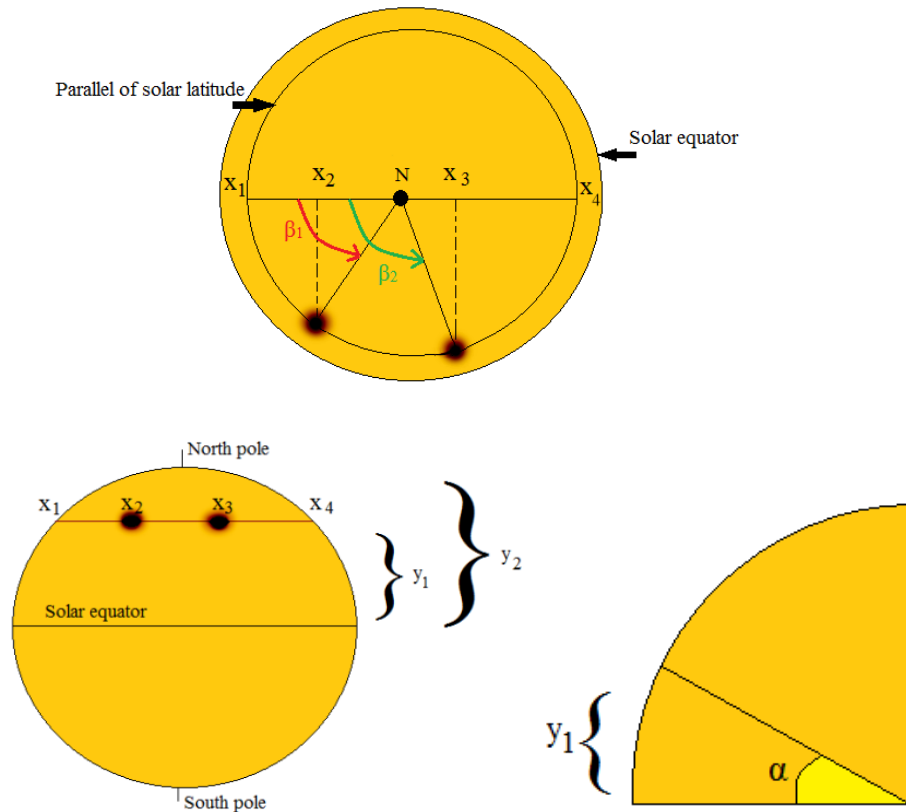 Parallel of solar latitude
Solar equator
x₁ x₂ N x₃ x₄
β₁
β₂
North pole
x₁ x₂ x₃ x₄
y₁
y₂
Solar equator
South pole
y₁
α